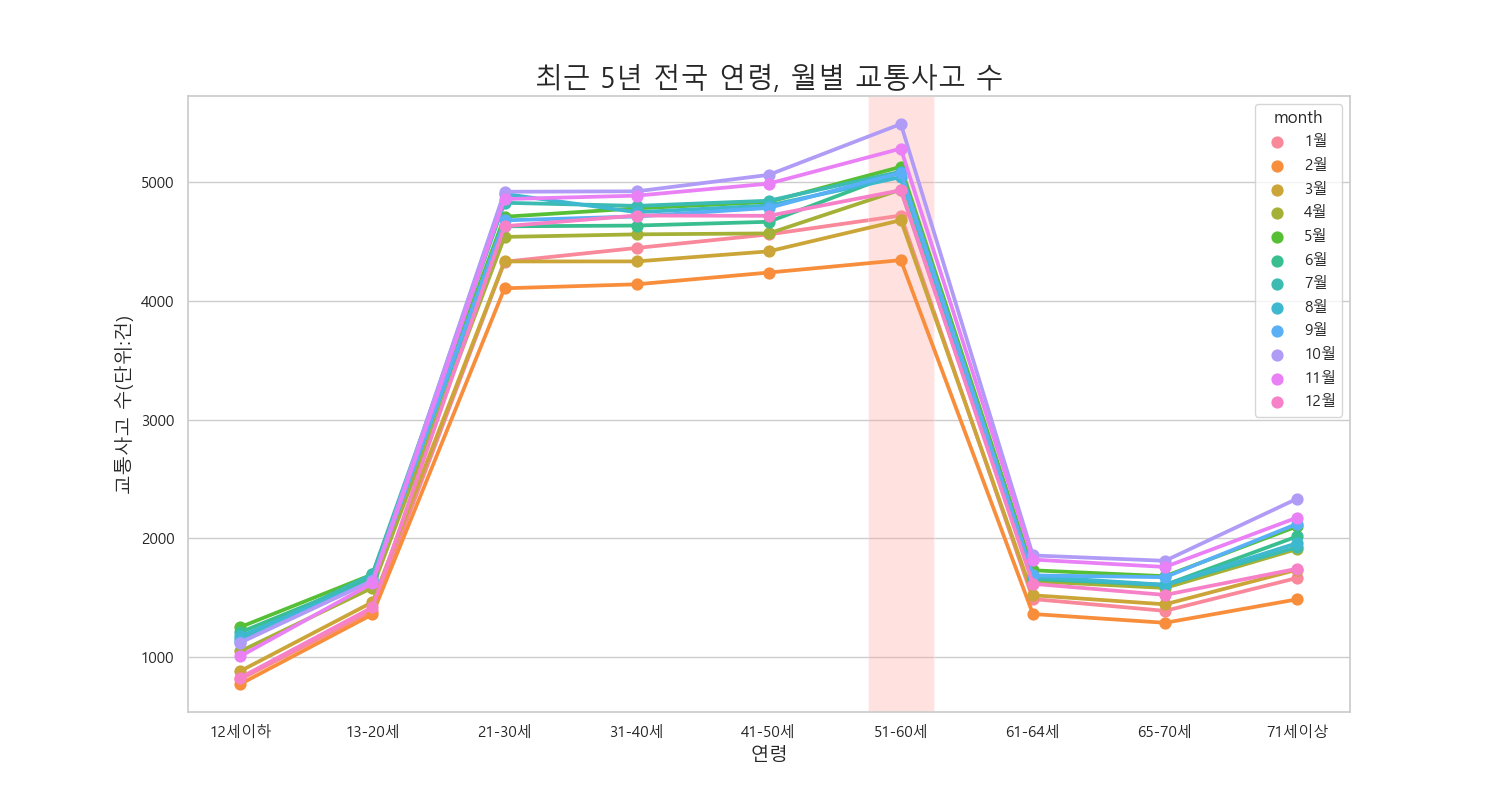 최근 5년 전국 연령, 월별 교통사고 수
month
1월
2월
3월
4월
5월
6월
7월
8월
9월
10월
11월
12월
교통사고 수(단위:건)
5000
4000
3000
2000
1000
12세이하 13-20세 21-30세 31-40세 41-50세 51-60세 61-64세 65-70세 71세이상
연령